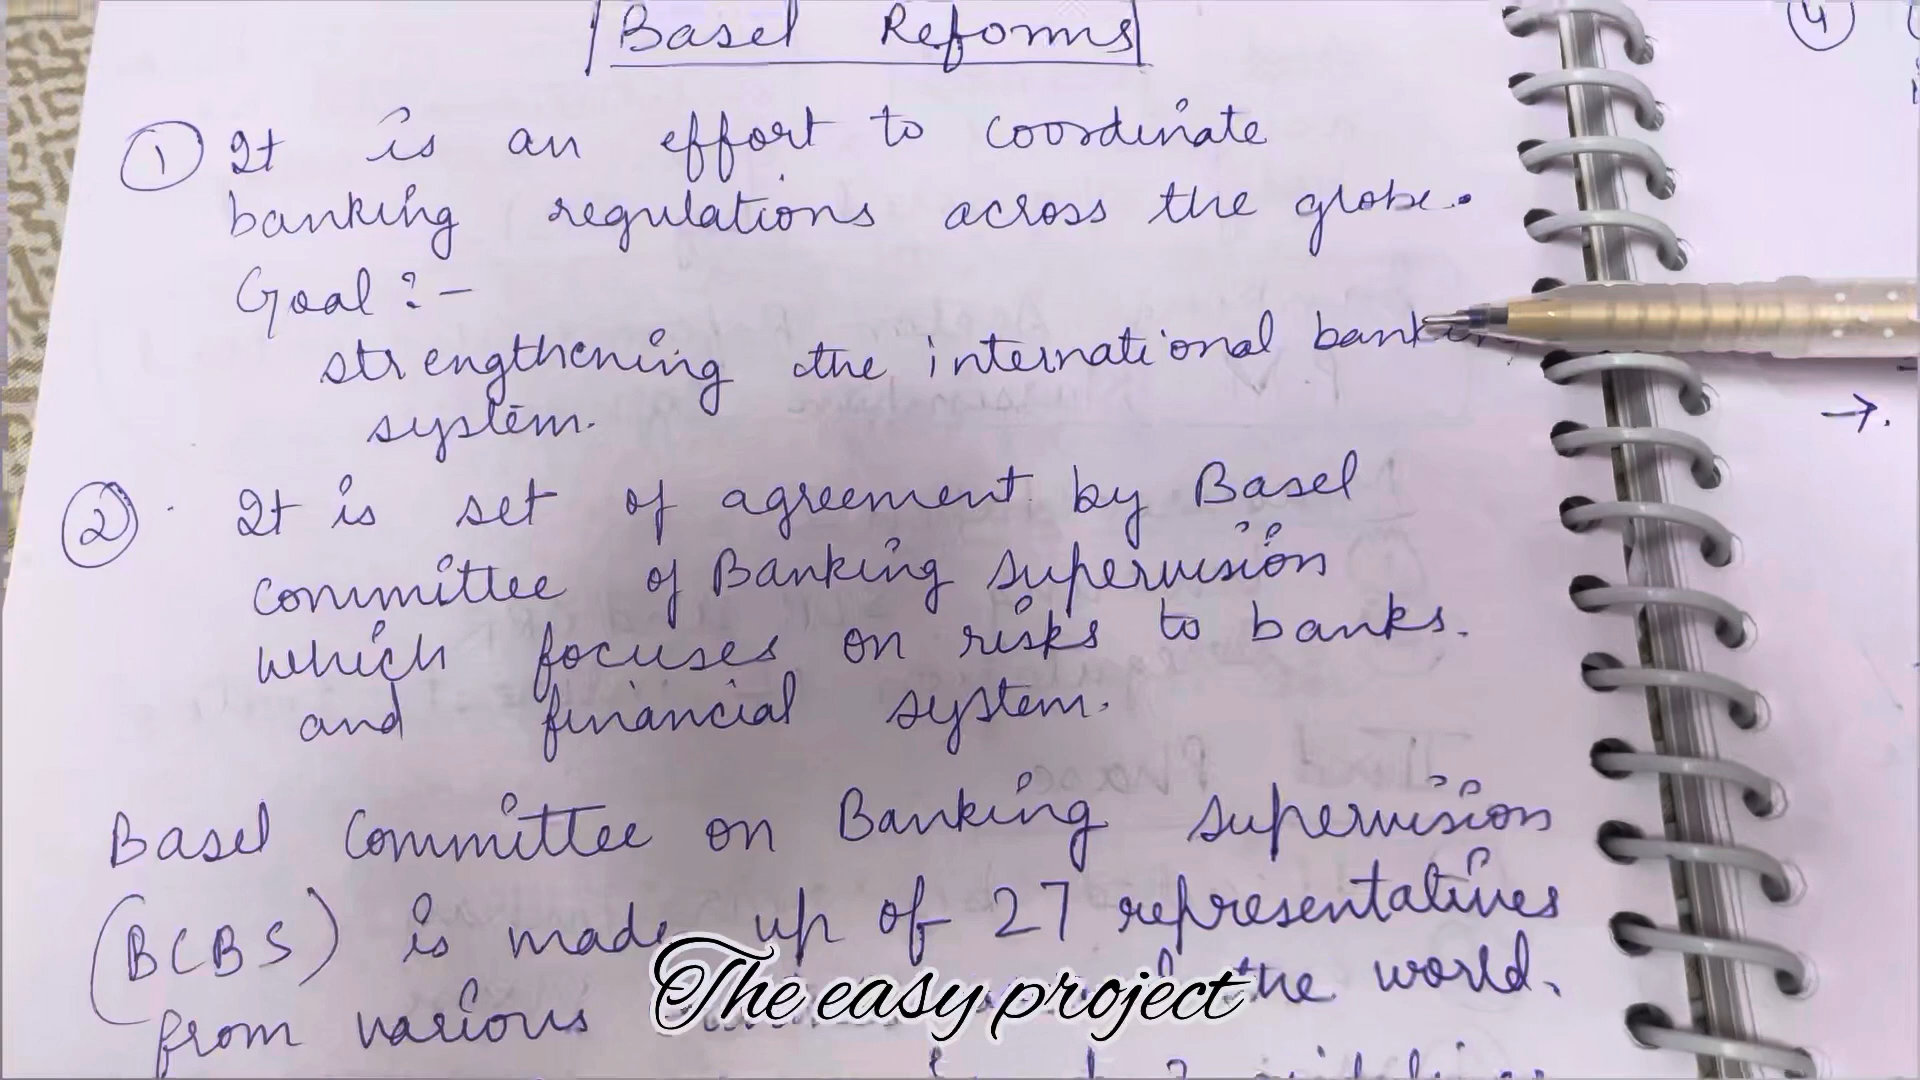 Basel Reforms
① It is an effort to coordinate
banking regulations across the globe.
Goal :-
strengthening the international
system.
② It is set of agreement by Basel
committee of Banking supervision
which focuses on risks to banks.
and financial system.
Basel Committee on Banking supervision
(BCBS) is made up of 27 representatives
from various the world.
The easy project
④
→.